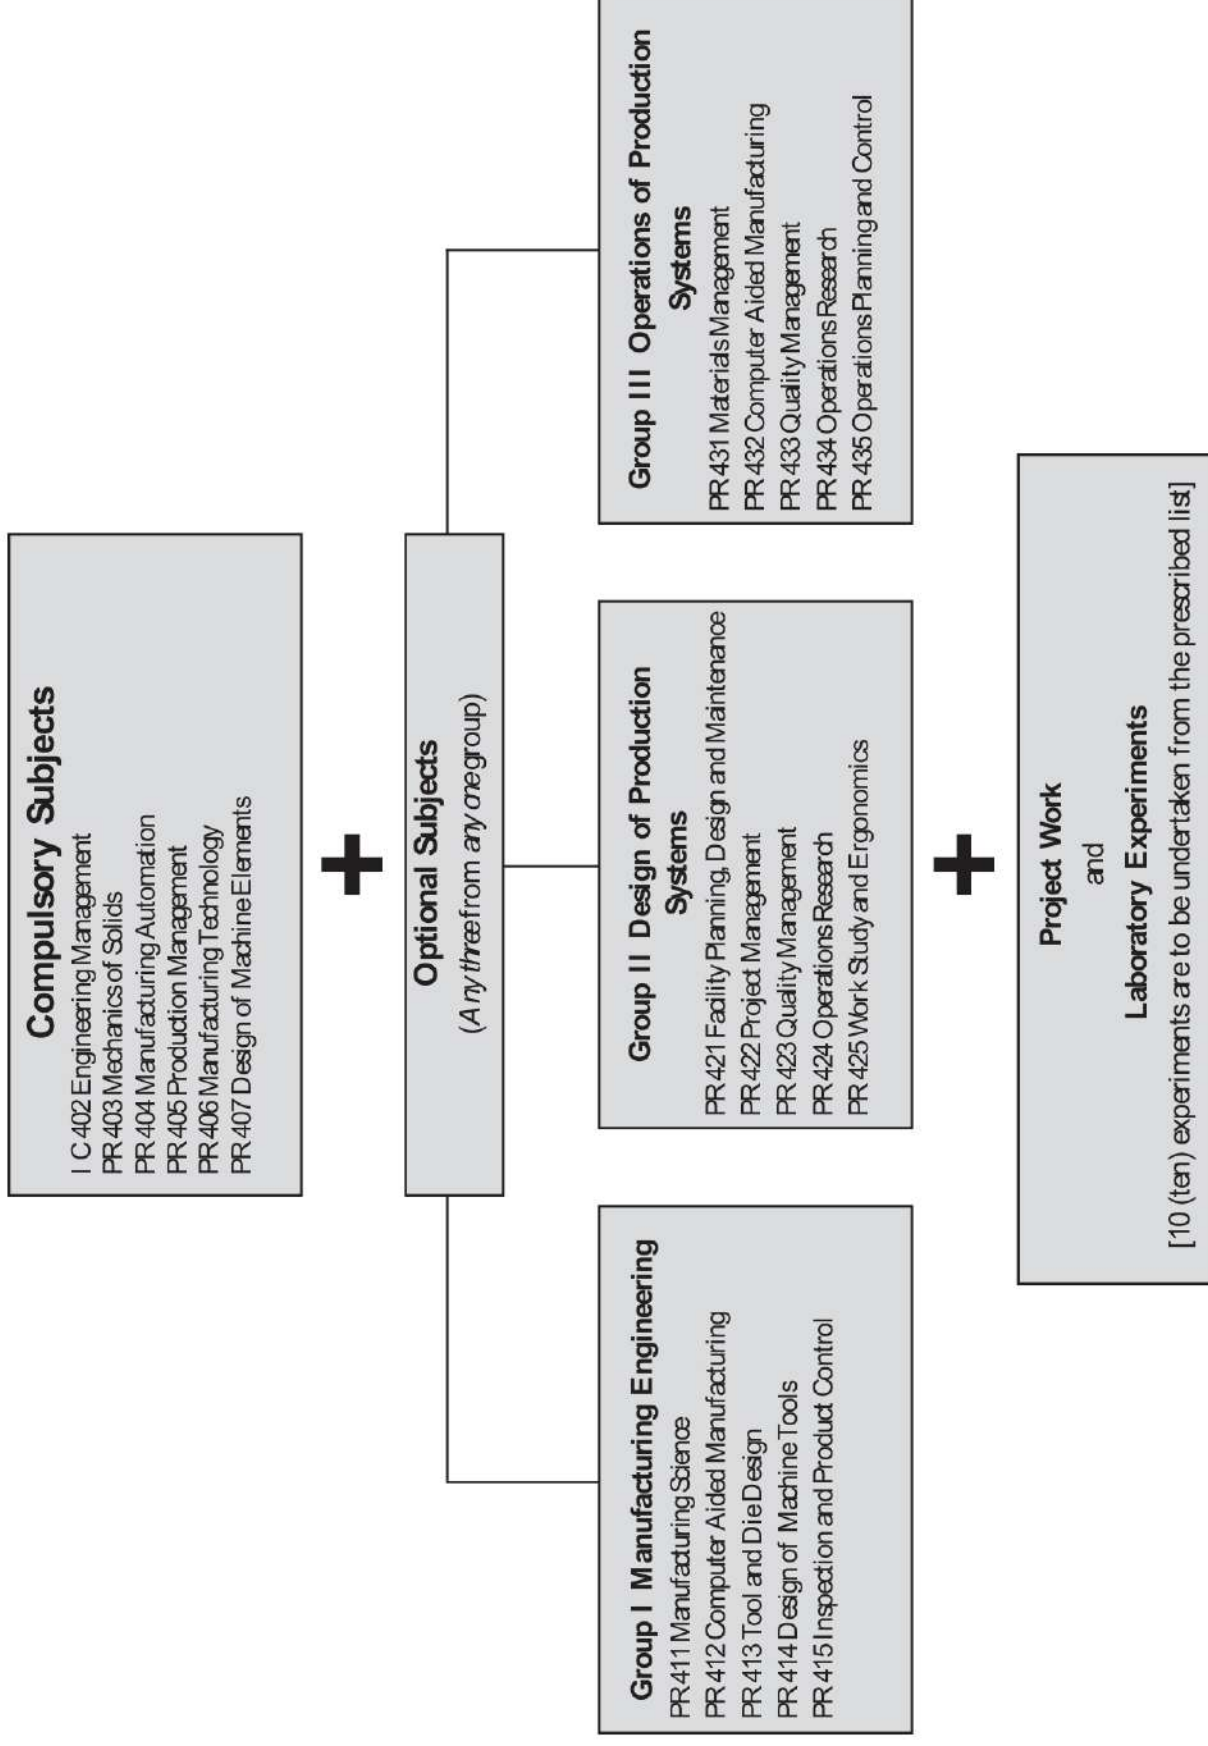 Compulsory Subjects
IC 402 Engineering Management
PR 403 Mechanics of Solids
PR 404 Manufacturing Automation
PR 405 Production Management
PR 406 Manufacturing Technology
PR 407 Design of Machine Elements
+
Optional Subjects
(Any three from any one group)
Group I Manufacturing Engineering
PR 411 Manufacturing Science
PR 412 Computer Aided Manufacturing
PR 413 Tool and Die Design
PR 414 Design of Machine Tools
PR 415 Inspection and Product Control
Group II Design of Production
Systems
PR 421 Facility Planning, Design and Maintenance
PR 422 Project Management
PR 423 Quality Management
PR 424 Operations Research
PR 425 Work Study and Ergonomics
Group III Operations of Production
Systems
PR 431 Materials Management
PR 432 Computer Aided Manufacturing
PR 433 Quality Management
PR 434 Operations Research
PR 435 Operations Planning and Control
+
Project Work
and
Laboratory Experiments
[10 (ten) experiments are to be undertaken from the prescribed list]